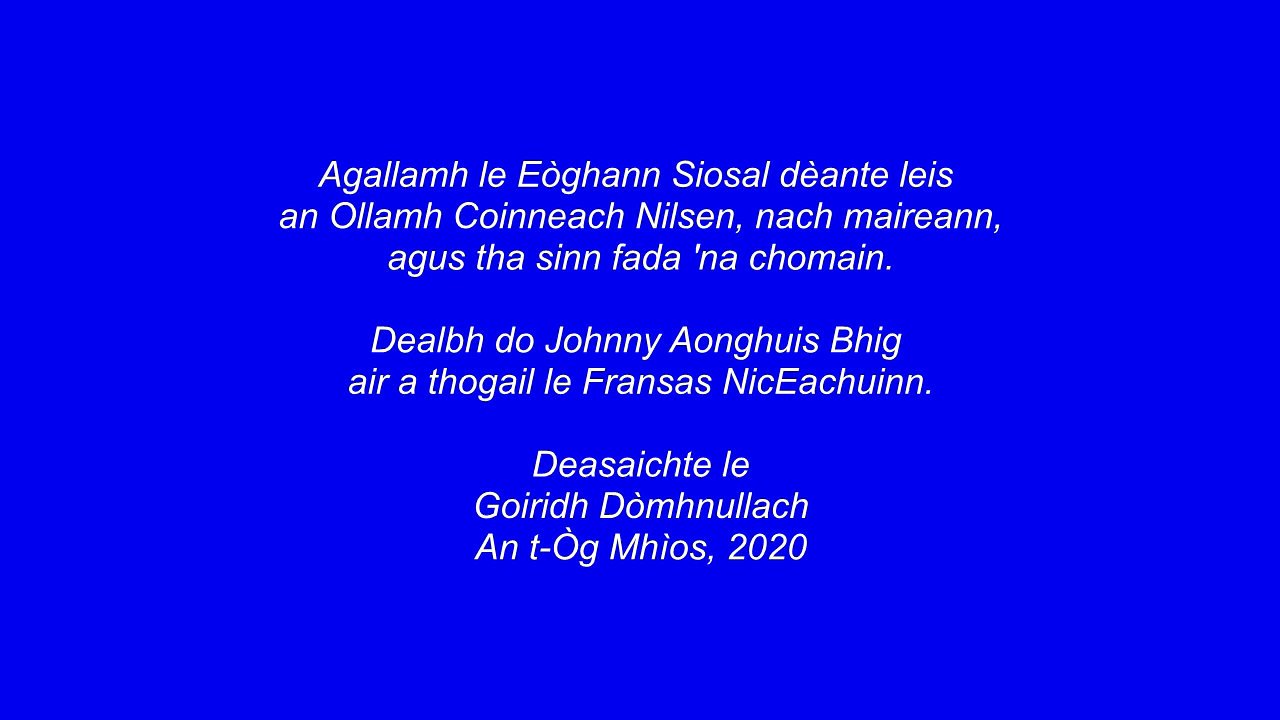 Agallamh le Eòghann Siosal dèante leis
an Ollamh Coinneach Nilsen, nach maireann,
agus tha sinn fada 'na chomain.
Dealbh do Johnny Aonghuis Bhig
air a thogail le Fransas NicEachuinn.
Deasaichte le
Goiridh Dòmhnullach
An t-Òg Mhìos, 2020